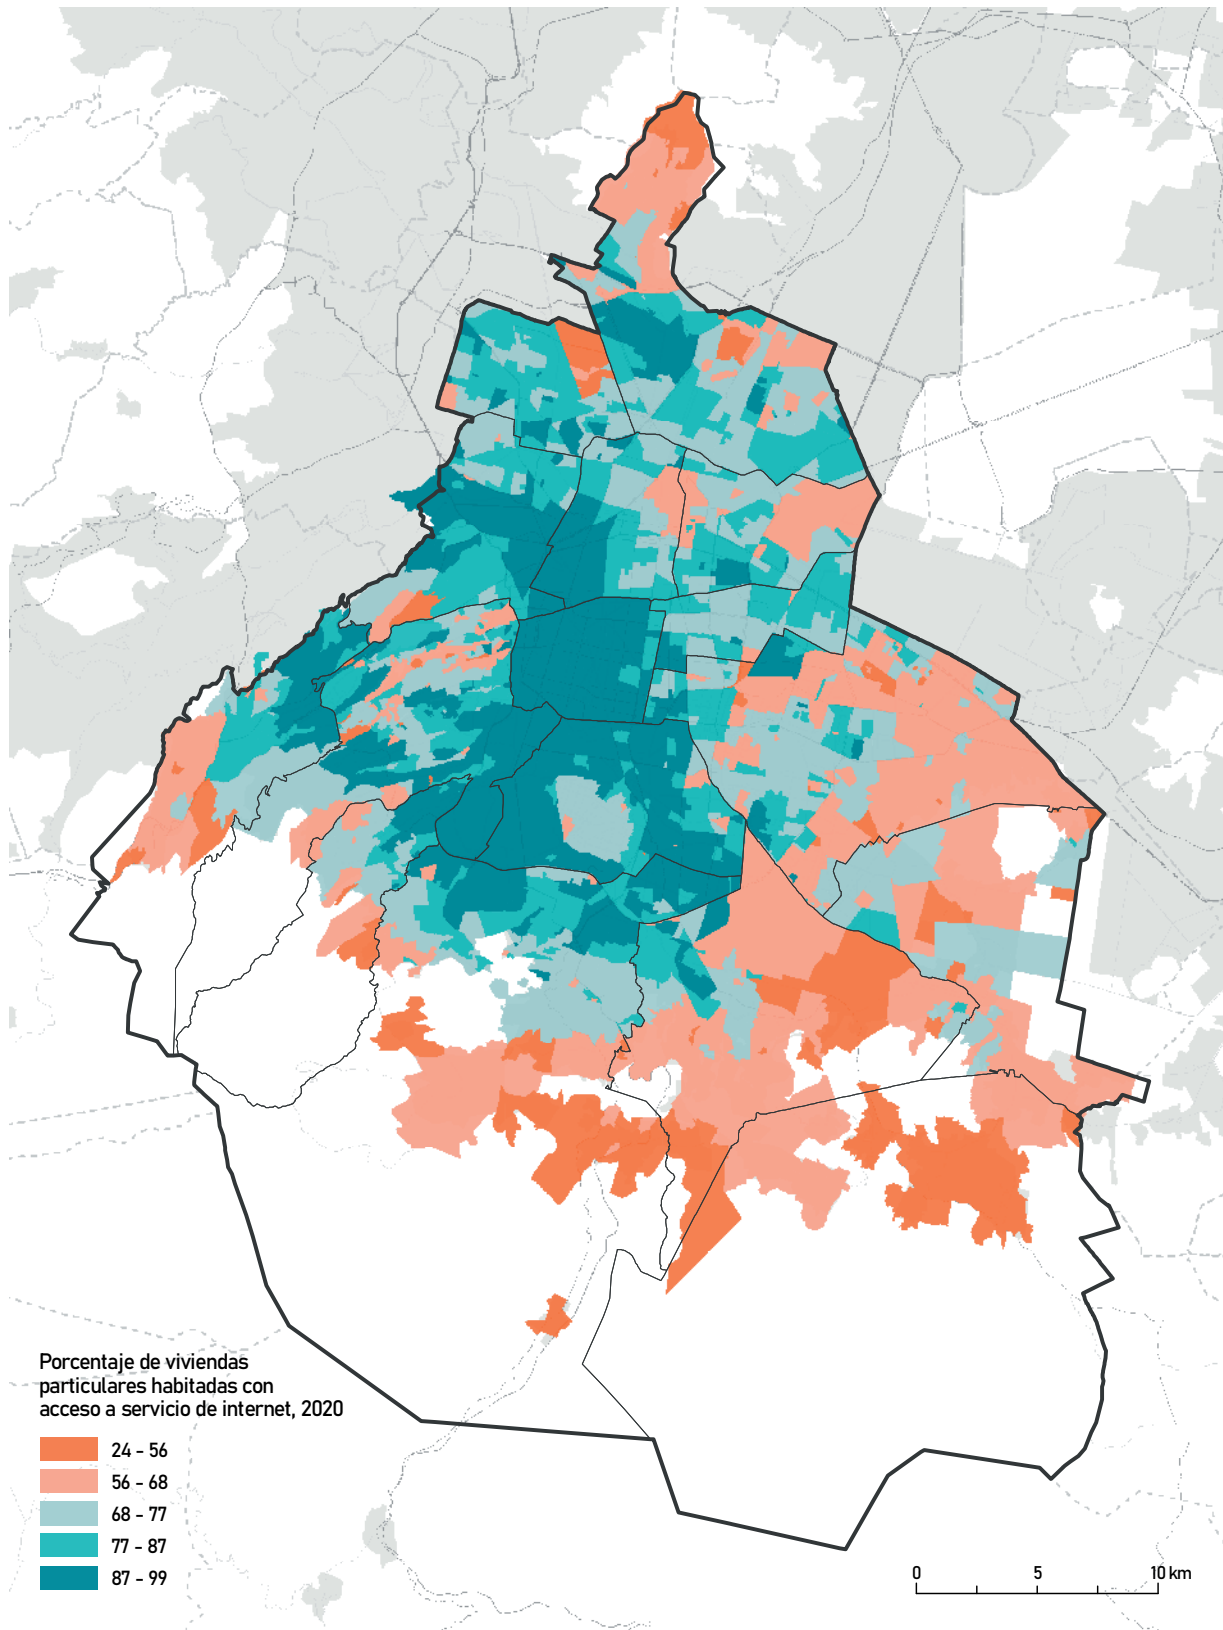 Porcentaje de viviendas
particulares habitadas con
acceso a servicio de internet, 2020
24 - 56
56 - 68
68 - 77
77 - 87
87 - 99
0 5 10 km